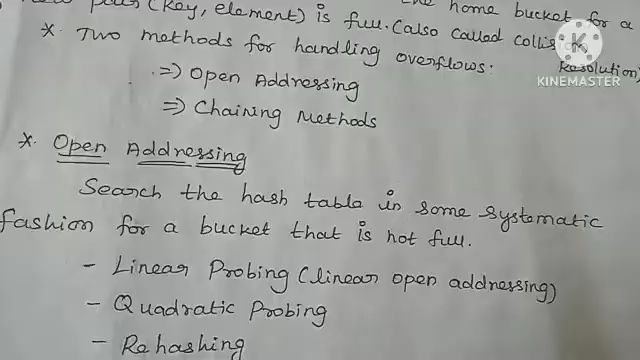 pair (key, element) is full. (also called collis
the home bucket for a
*. Two methods for handling overflows: Resolution)
=> Open Addressing
=> Chaining Methods
*. Open Addressing
Search the hash table in some systematic
fashion for a bucket that is not full.
- Linear Probing (linear open addressing)
- Quadratic Probing
- Rehashing
KINEMASTER